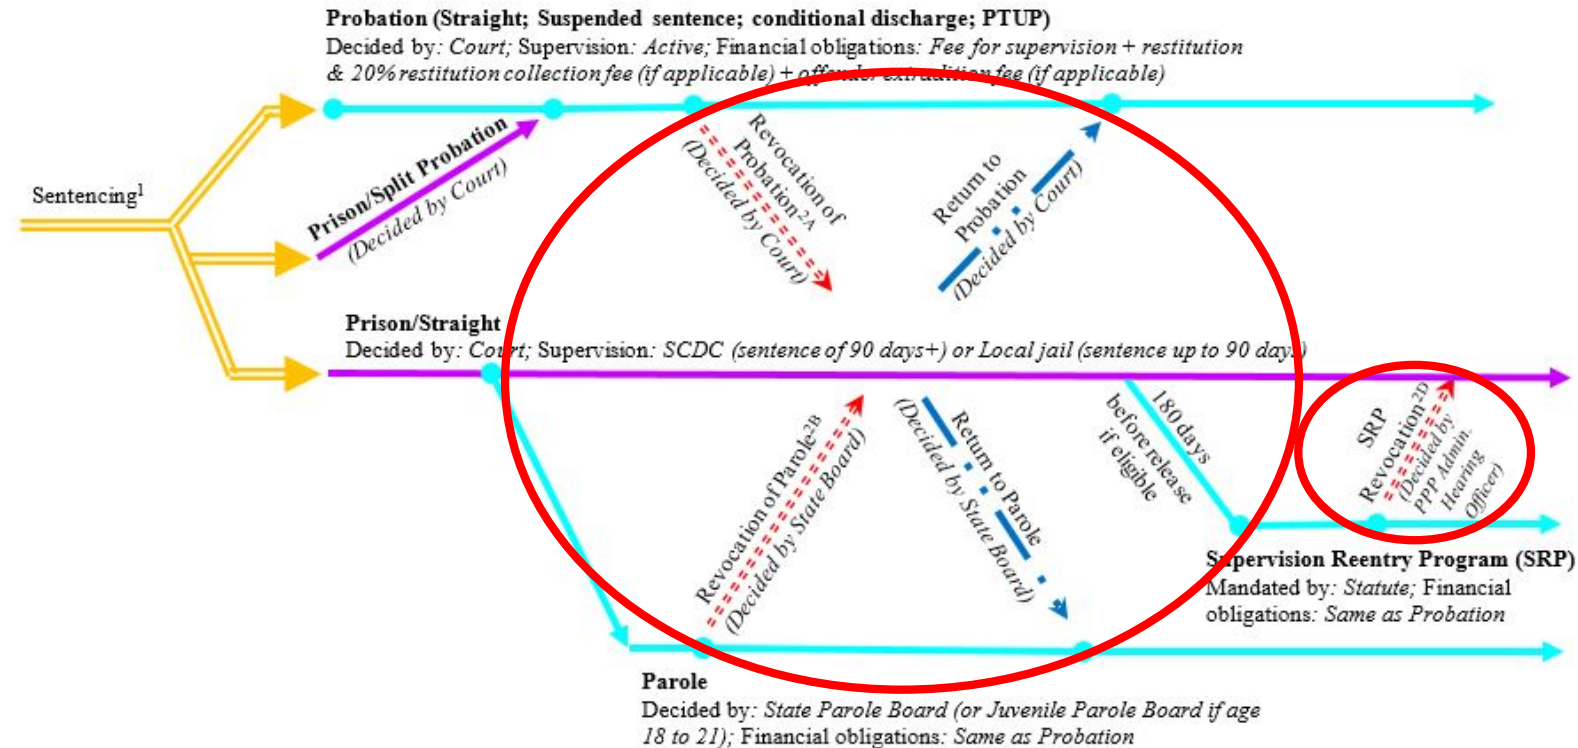 Probation (Straight; Suspended sentence; conditional discharge; PTUP)
Decided by: Court; Supervision: Active; Financial obligations: Fee for supervision + restitution
& 20% restitution collection fee (if applicable) + offender extradition fee (if applicable)
Sentencing1
Prison/Split Probation
(Decided by Court)
Revocation of
Probation2A
(Decided by Court)
Return to
Probation
(Decided by Court)
Prison/Straight
Decided by: Court; Supervision: SCDC (sentence of 90 days+) or Local jail (sentence up to 90 days)
Revocation of Parole2B
(Decided by State Board)
Return to Parole
(Decided by State Board)
180 days
before release
if eligible
SRP
Revocation2D
(Decided by
PPP Admin.
Hearing
Officer)
Supervision Reentry Program (SRP)
Mandated by: Statute; Financial
obligations: Same as Probation
Parole
Decided by: State Parole Board (or Juvenile Parole Board if age
18 to 21); Financial obligations: Same as Probation